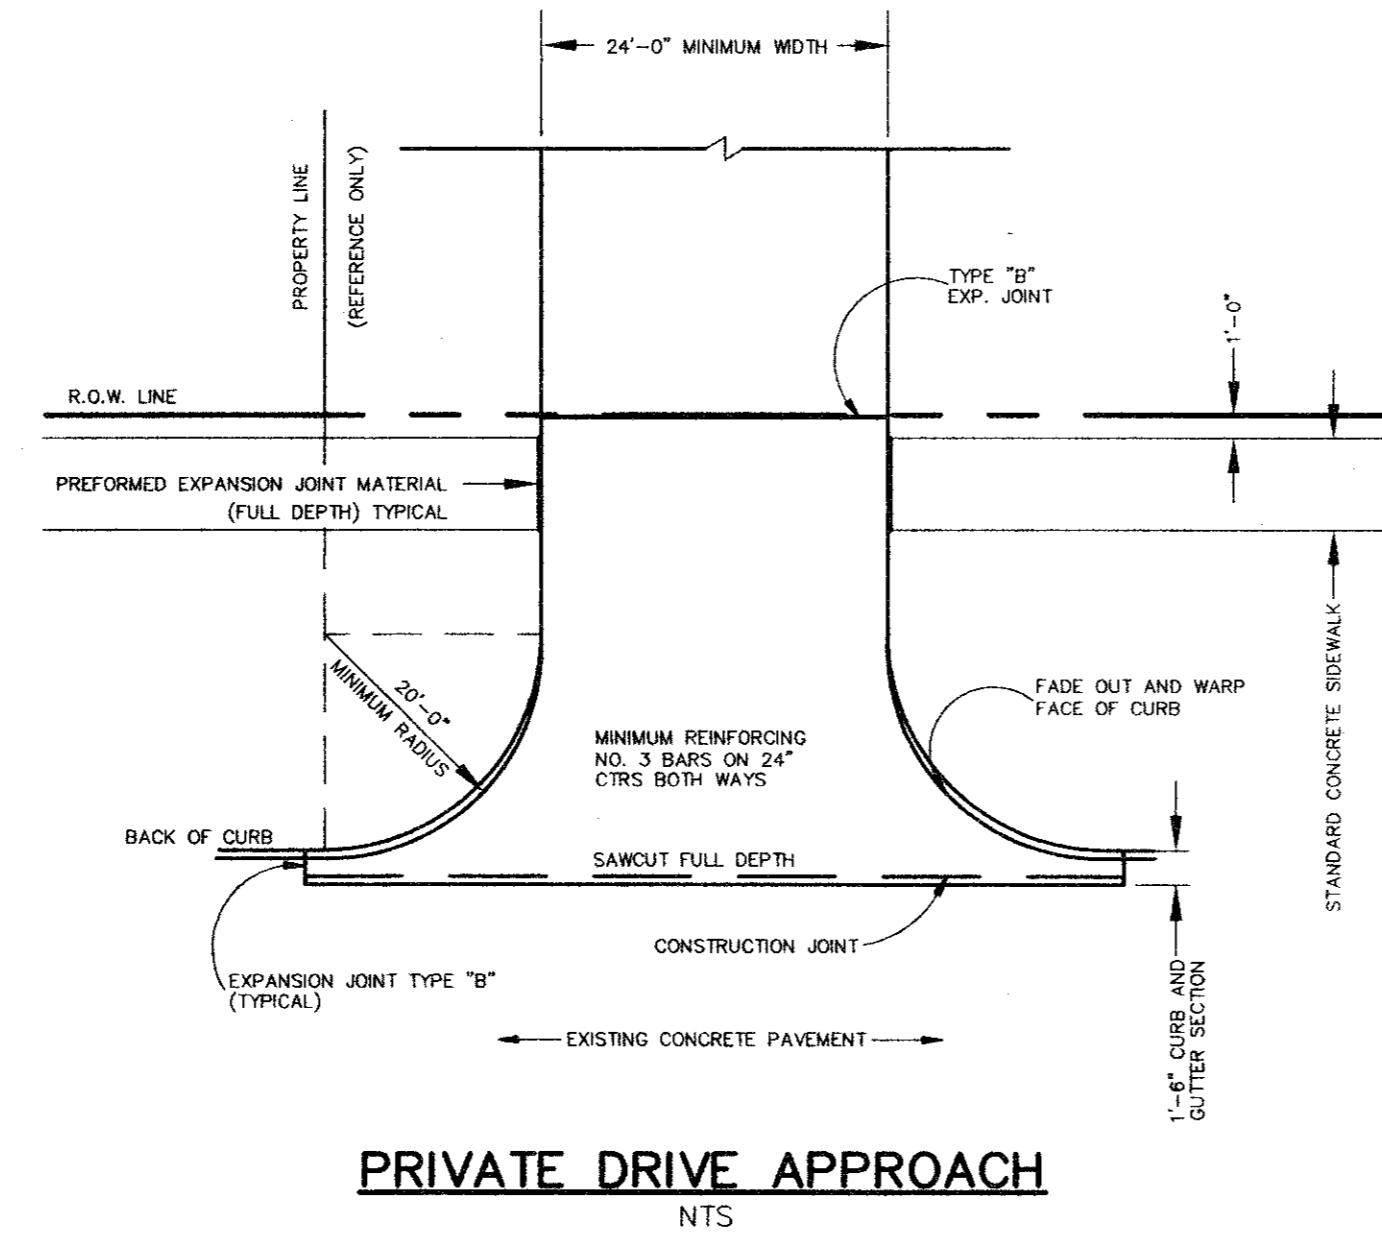 24'-0" MINIMUM WIDTH
PROPERTY LINE
(REFERENCE ONLY)
TYPE "B"
EXP. JOINT
1'-0"
R.O.W. LINE
PREFORMED EXPANSION JOINT MATERIAL
(FULL DEPTH) TYPICAL
STANDARD CONCRETE SIDEWALK
20'-0"
MINIMUM RADIUS
FADE OUT AND WARP
FACE OF CURB
MINIMUM REINFORCING
NO. 3 BARS ON 24"
CTRS BOTH WAYS
BACK OF CURB
SAWCUT FULL DEPTH
CONSTRUCTION JOINT
EXPANSION JOINT TYPE "B"
(TYPICAL)
1'-6" CURB AND
GUTTER SECTION
EXISTING CONCRETE PAVEMENT
PRIVATE DRIVE APPROACH
NTS